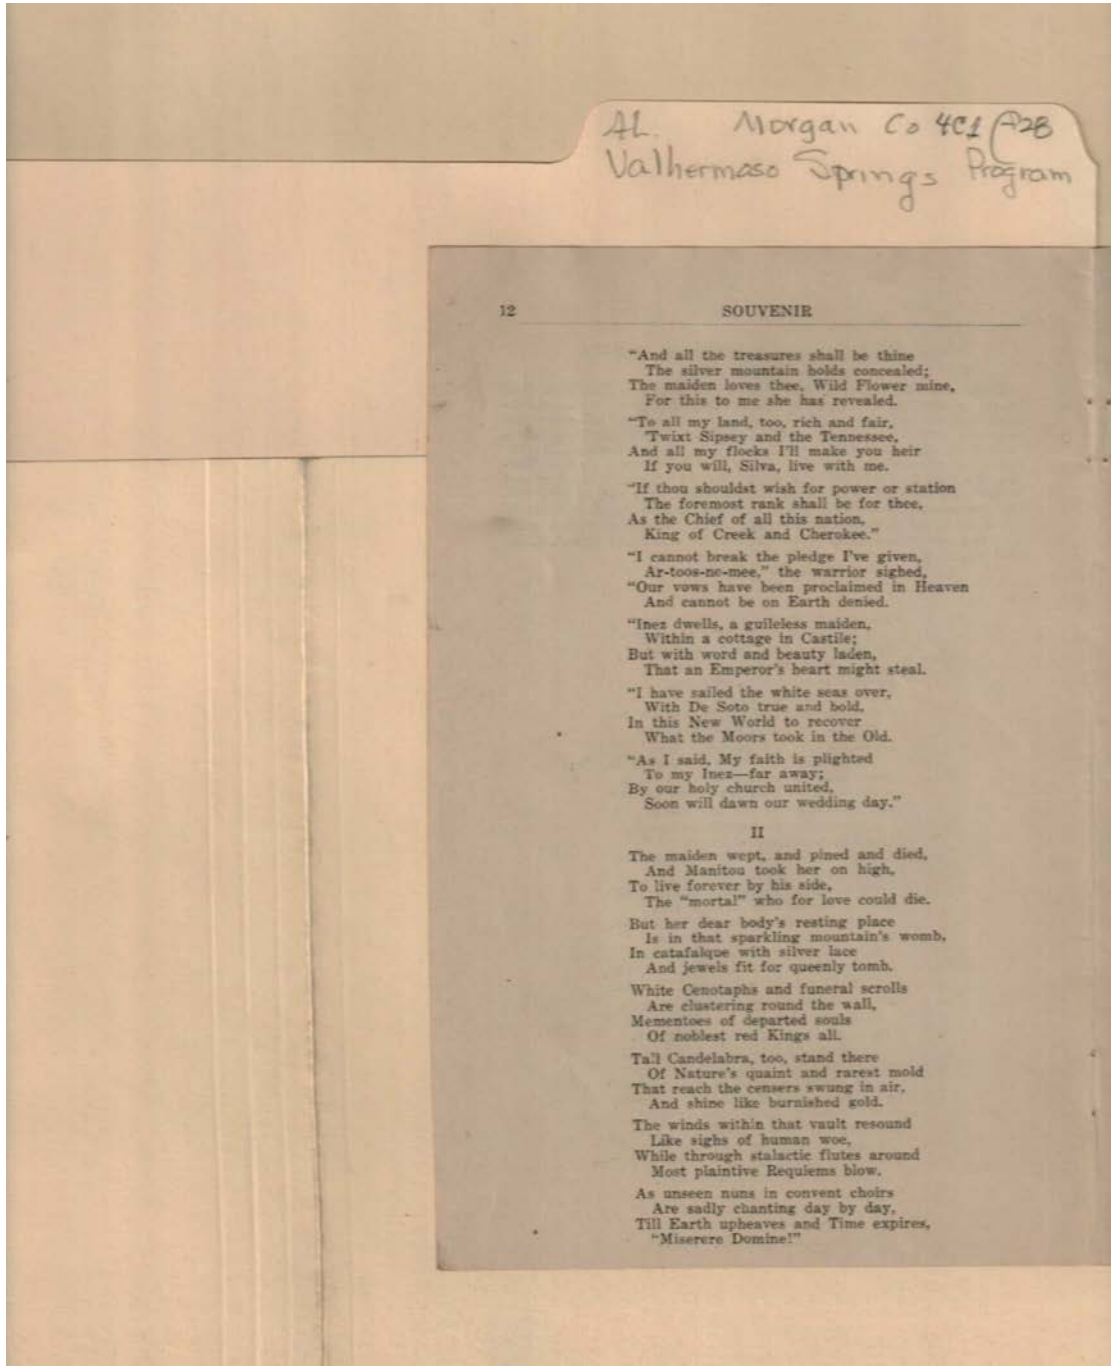 AL. Morgan Co 4C1 P28
Valhermoso Springs Program
12 SOUVENIR
"And all the treasures shall be thine
The silver mountain holds concealed;
The maiden loves thee, Wild Flower mine,
For this to me she has revealed.
"To all my land, too, rich and fair,
'Twixt Sipsey and the Tennessee,
And all my flocks I'll make you heir
If you will, Silva, live with me.
"If thou shouldst wish for power or station
The foremost rank shall be for thee,
As the Chief of all this nation,
King of Creek and Cherokee."
"I cannot break the pledge I've given,
Ar-toos-ne-mee," the warrior sighed,
"Our vows have been proclaimed in Heaven
And cannot be on Earth denied.
"Inez dwells, a guileless maiden,
Within a cottage in Castile;
But with word and beauty laden,
That an Emperor's heart might steal.
"I have sailed the white seas over,
With De Soto true and bold,
In this New World to recover
What the Moors took in the Old.
"As I said, My faith is plighted
To my Inez—far away;
By our holy church united,
Soon will dawn our wedding day."
II
The maiden wept, and pined and died,
And Manitou took her on high,
To live forever by his side,
The "mortal" who for love could die.
But her dear body's resting place
Is in that sparkling mountain's womb,
In catafalque with silver lace
And jewels fit for queenly tomb.
White Cenotaphs and funeral scrolls
Are clustering round the wall,
Mementoes of departed souls
Of noblest red Kings all.
Tall Candelabra, too, stand there
Of Nature's quaint and rarest mold
That reach the censers swung in air,
And shine like burnished gold.
The winds within that vault resound
Like sighs of human woe,
While through stalactic flutes around
Most plaintive Requiems blow.
As unseen nuns in convent choirs
Are sadly chanting day by day,
Till Earth upheaves and Time expires,
"Miserere Domine!"